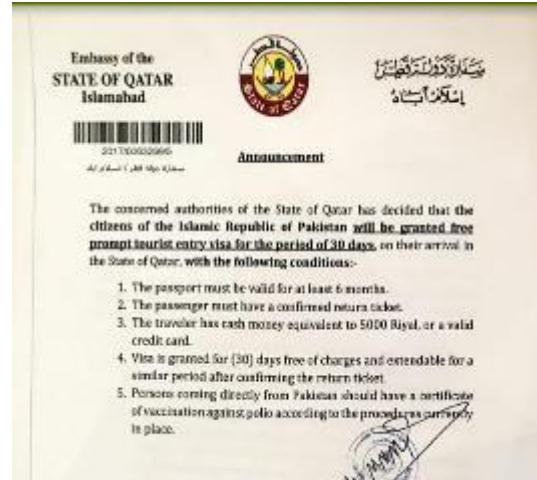 Embassy of the
STATE OF QATAR
Islamabad
State of Qatar
إسلام آباد
Announcement
The concerned authorities of the State of Qatar has decided that the
citizens of the Islamic Republic of Pakistan will be granted free
prompt tourist entry visa for the period of 30 days, on their arrival in
the State of Qatar, with the following conditions:-
1. The passport must be valid for at least 6 months.
2. The passenger must have a confirmed return ticket.
3. The traveler has cash money equivalent to 5000 Riyal, or a valid
credit card.
4. Visa is granted for (30) days free of charges and extendable for a
similar period after confirming the return ticket.
5. Persons coming directly from Pakistan should have a certificate
of vaccination against polio according to the procedures currently
in place.